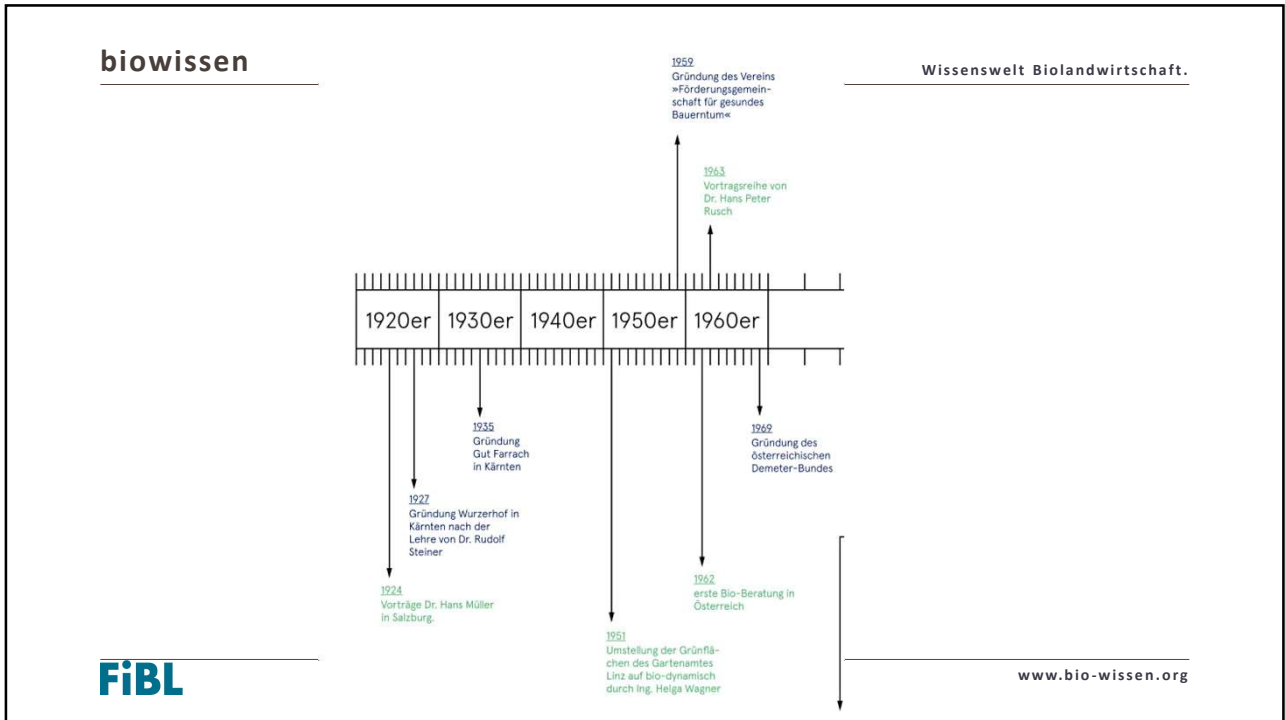 biowissen
Wissenswelt Biolandwirtschaft.
1959
Gründung des Vereins
»Förderungsgemein-
schaft für gesundes
Bauerntum«
1963
Vortragsreihe von
Dr. Hans Peter
Rusch
1920er
1930er
1940er
1950er
1960er
1935
Gründung
Gut Farrach
in Kärnten
1969
Gründung des
österreichischen
Demeter-Bundes
1927
Gründung Wurzerhof in
Kärnten nach der
Lehre von Dr. Rudolf
Steiner
1924
Vorträge Dr. Hans Müller
in Salzburg.
1962
erste Bio-Beratung in
Österreich
1951
Umstellung der Grünflä-
chen des Gartenamtes
Linz auf bio-dynamisch
durch Ing. Helga Wagner
FiBL
www.bio-wissen.org